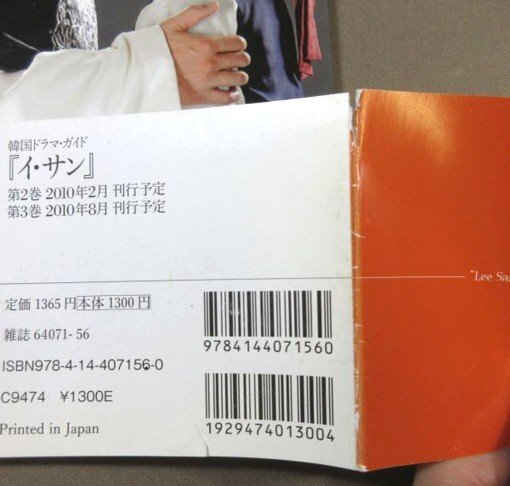 韓国ドラマ・ガイド
『イ・サン』
第2巻 2010年2月 刊行予定
第3巻 2010年8月 刊行予定
定価 1365円 本体 1300円
雑誌 64071-56
ISBN978-4-14-407156-0
C9474 ¥1300E
Printed in Japan
9784144071560
1929474013004
"Lee